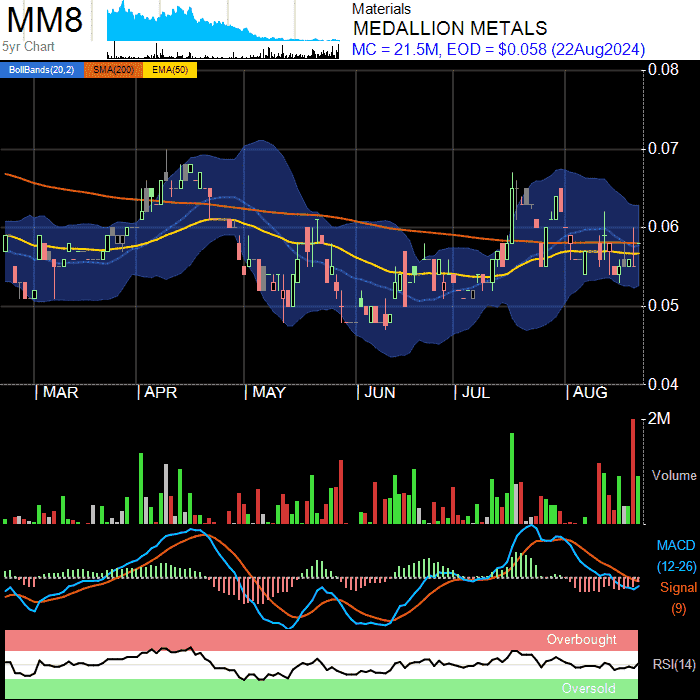 MM8
5yr Chart
Materials
MEDALLION METALS
MC = 21.5M, EOD = $0.058 (22Aug2024)
BollBands(20,2) SMA(200) EMA(50)
0.08
0.07
0.06
0.05
0.04
| MAR | APR | MAY | JUN | JUL | AUG
2M
Volume
MACD
(12-26)
Signal
(9)
Overbought
RSI(14)
Oversold